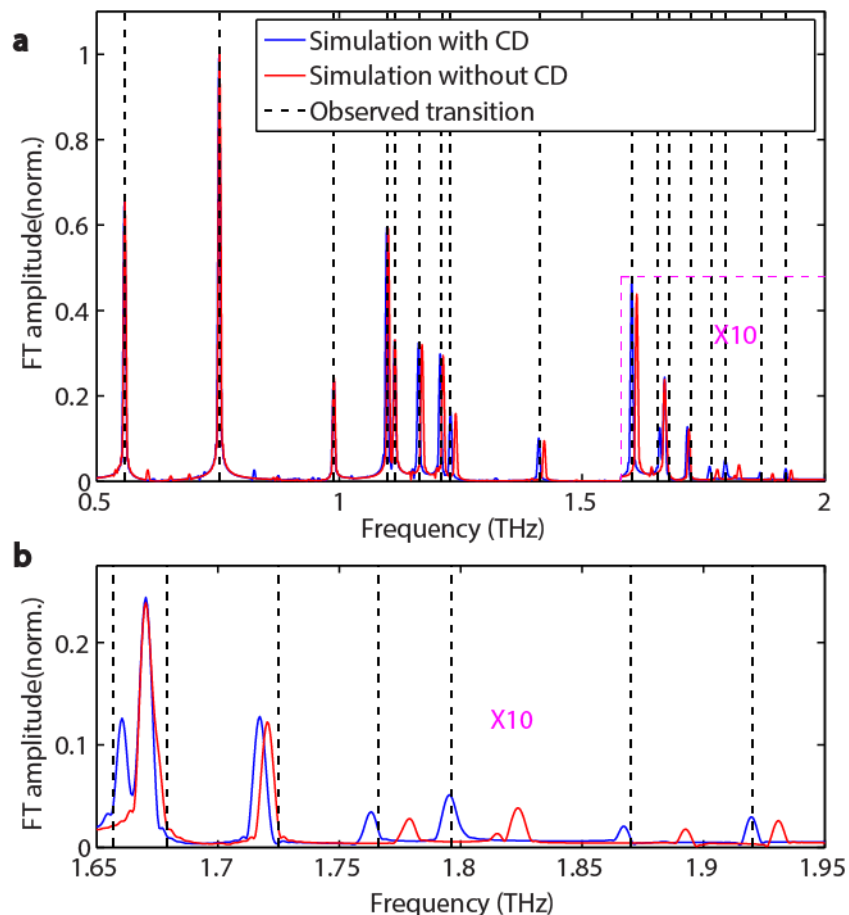 a
Simulation with CD
Simulation without CD
Observed transition
FT amplitude(norm.)
1
0.8
0.6
0.4
0.2
0
X10
0.5
1
1.5
2
Frequency (THz)
b
FT amplitude(norm.)
0.2
0.1
0
X10
1.65
1.7
1.75
1.8
1.85
1.9
1.95
Frequency (THz)